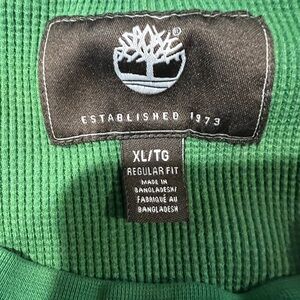 ®
ESTABLISHED 1973
XL/TG
REGULAR FIT
MADE IN
BANGLADESH/
FABRIQUÉ AU
BANGLADESH